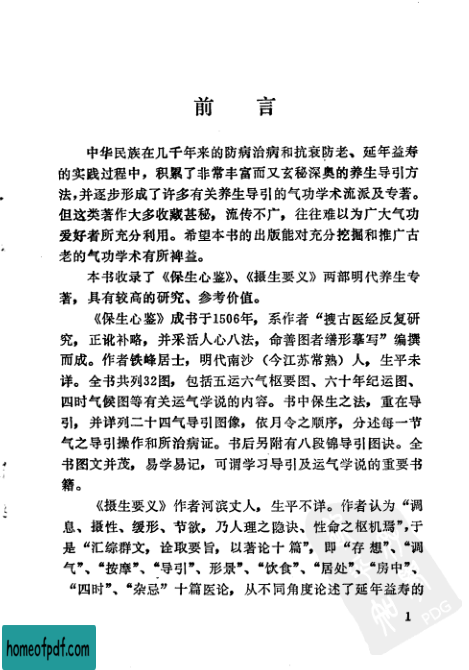 前 言
中华民族在几千年来的防病治病和抗衰防老、延年益寿
的实践过程中，积累了非常丰富而又玄秘深奥的养生导引方
法，并逐步形成了许多有关养生导引的气功学术流派及专著。
但这类著作大多收藏甚秘，流传不广，往往难以为广大气功
爱好者所充分利用。希望本书的出版能对充分挖掘和推广古
老的气功学术有所裨益。
本书收录了《保生心鉴》、《摄生要义》两部明代养生专
著，具有较高的研究、参考价值。
《保生心鉴》成书于1506年，系作者“搜古医经反复研
究，正讹补略，并采活人心八法，命善图者缮形摹写”编撰
而成。作者铁峰居士，明代南沙（今江苏常熟）人，生平未
详。全书共列32图，包括五运六气枢要图、六十年纪运图、
四时气候图等有关运气学说的内容。书中保生之法，重在导
引，并详列二十四气导引图像，依月令之顺序，分述每一节
气之导引操作和所治病证。书后另附有八段锦导引图诀。全
书图文并茂，易学易记，可谓学习导引及运气学说的重要书
籍。
《摄生要义》作者河滨丈人，生平不详。作者认为“调
息、摄性、缓形、节欲，乃人理之隐诀、性命之枢机焉”，于
是“汇综群文，诠取要旨，以著论十篇”，即“存想”、“调
气”、“按摩”、“导引、形景”、“饮食”、“居处”、“房中”、
“四时”、“杂忌”十篇医论，从不同角度论述了延年益寿的
1
PDG
homeofpdf.com